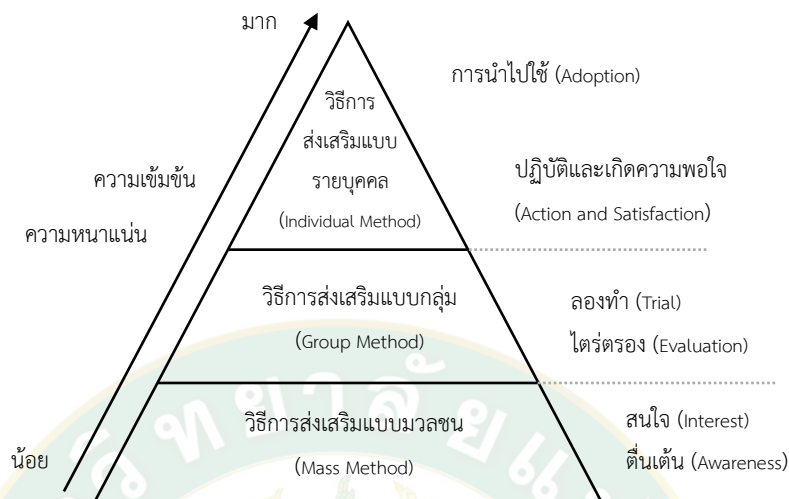 มาก
การนำไปใช้ (Adoption)
วิธีการ
ส่งเสริมแบบ
รายบุคคล
(Individual Method)
ความเข้มข้น
ความหนาแน่น
ปฏิบัติและเกิดความพอใจ
(Action and Satisfaction)
วิธีการส่งเสริมแบบกลุ่ม
(Group Method)
ลองทำ (Trial)
ไตร่ตรอง (Evaluation)
วิธีการส่งเสริมแบบมวลชน
(Mass Method)
สนใจ (Interest)
ตื่นเต้น (Awareness)
น้อย